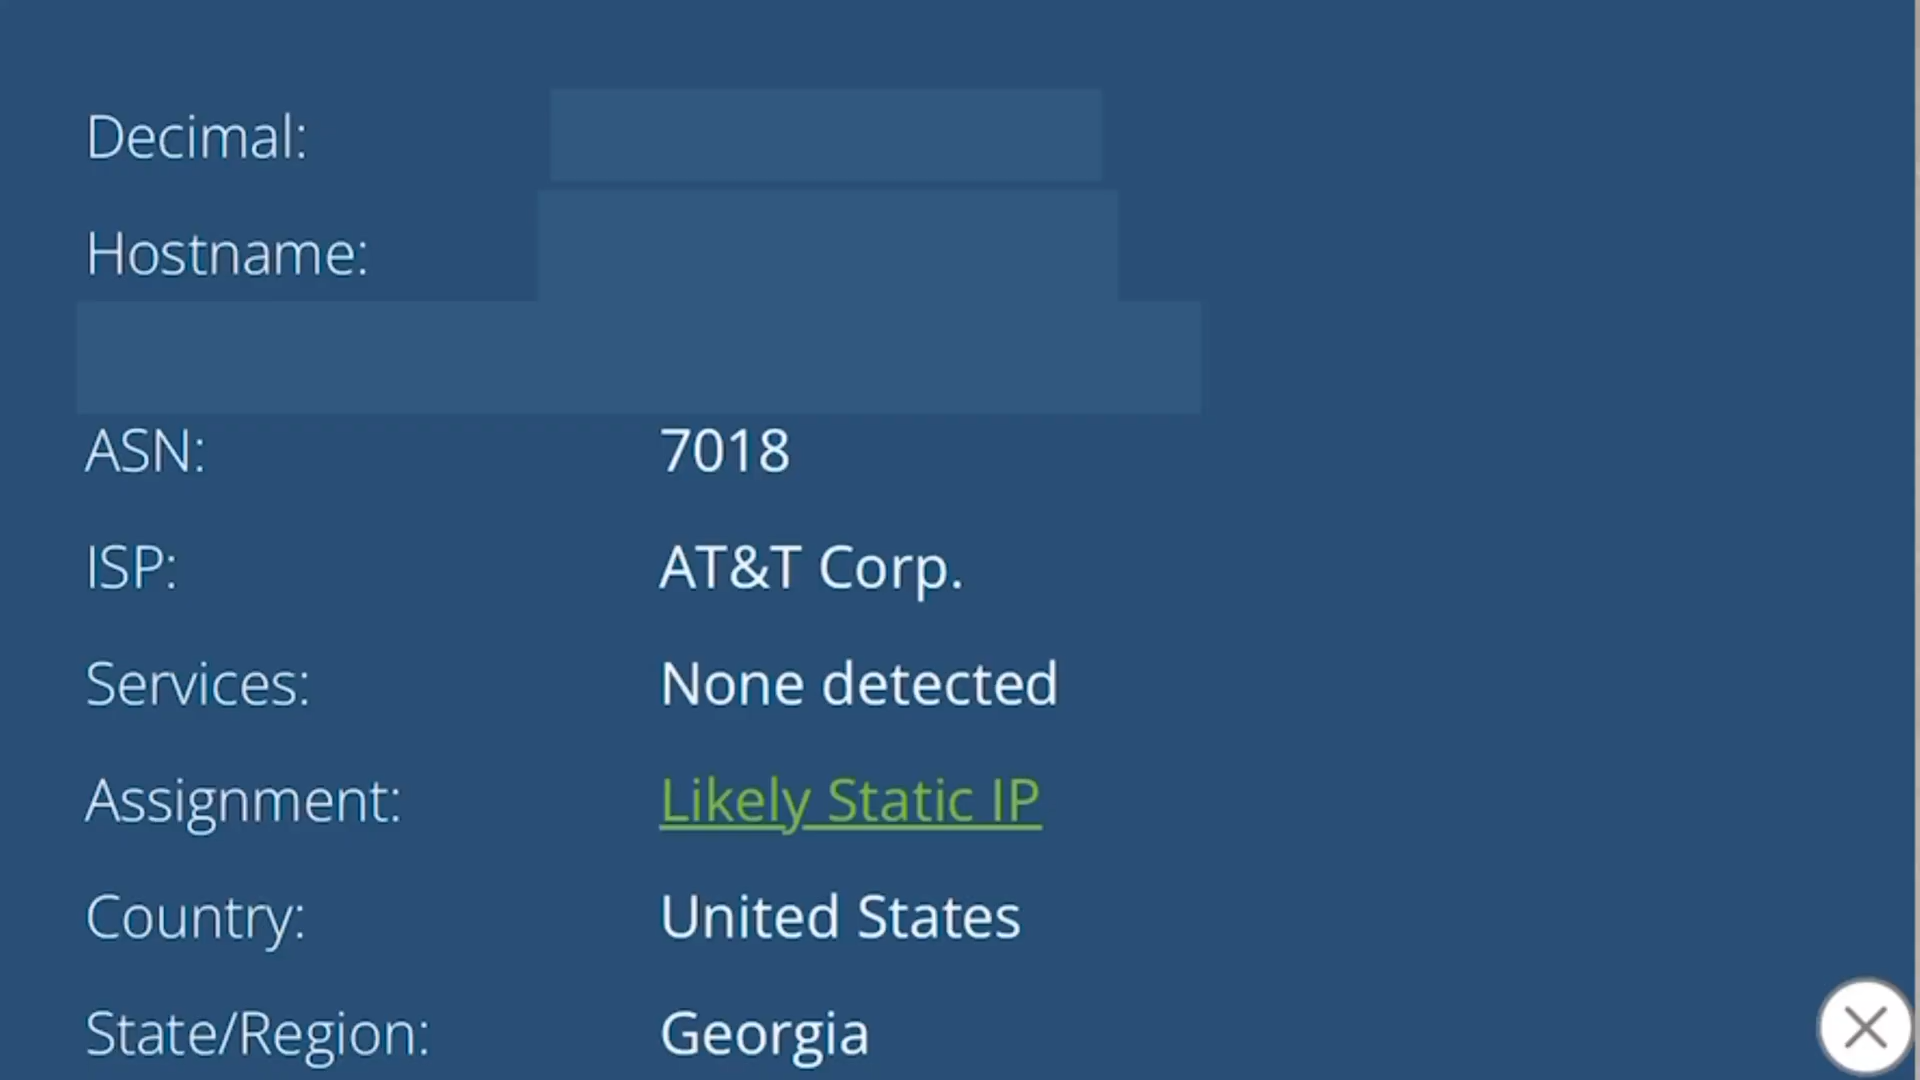 Decimal:
Hostname:
ASN: 7018
ISP: AT&T Corp.
Services: None detected
Assignment: Likely Static IP
Country: United States
State/Region: Georgia